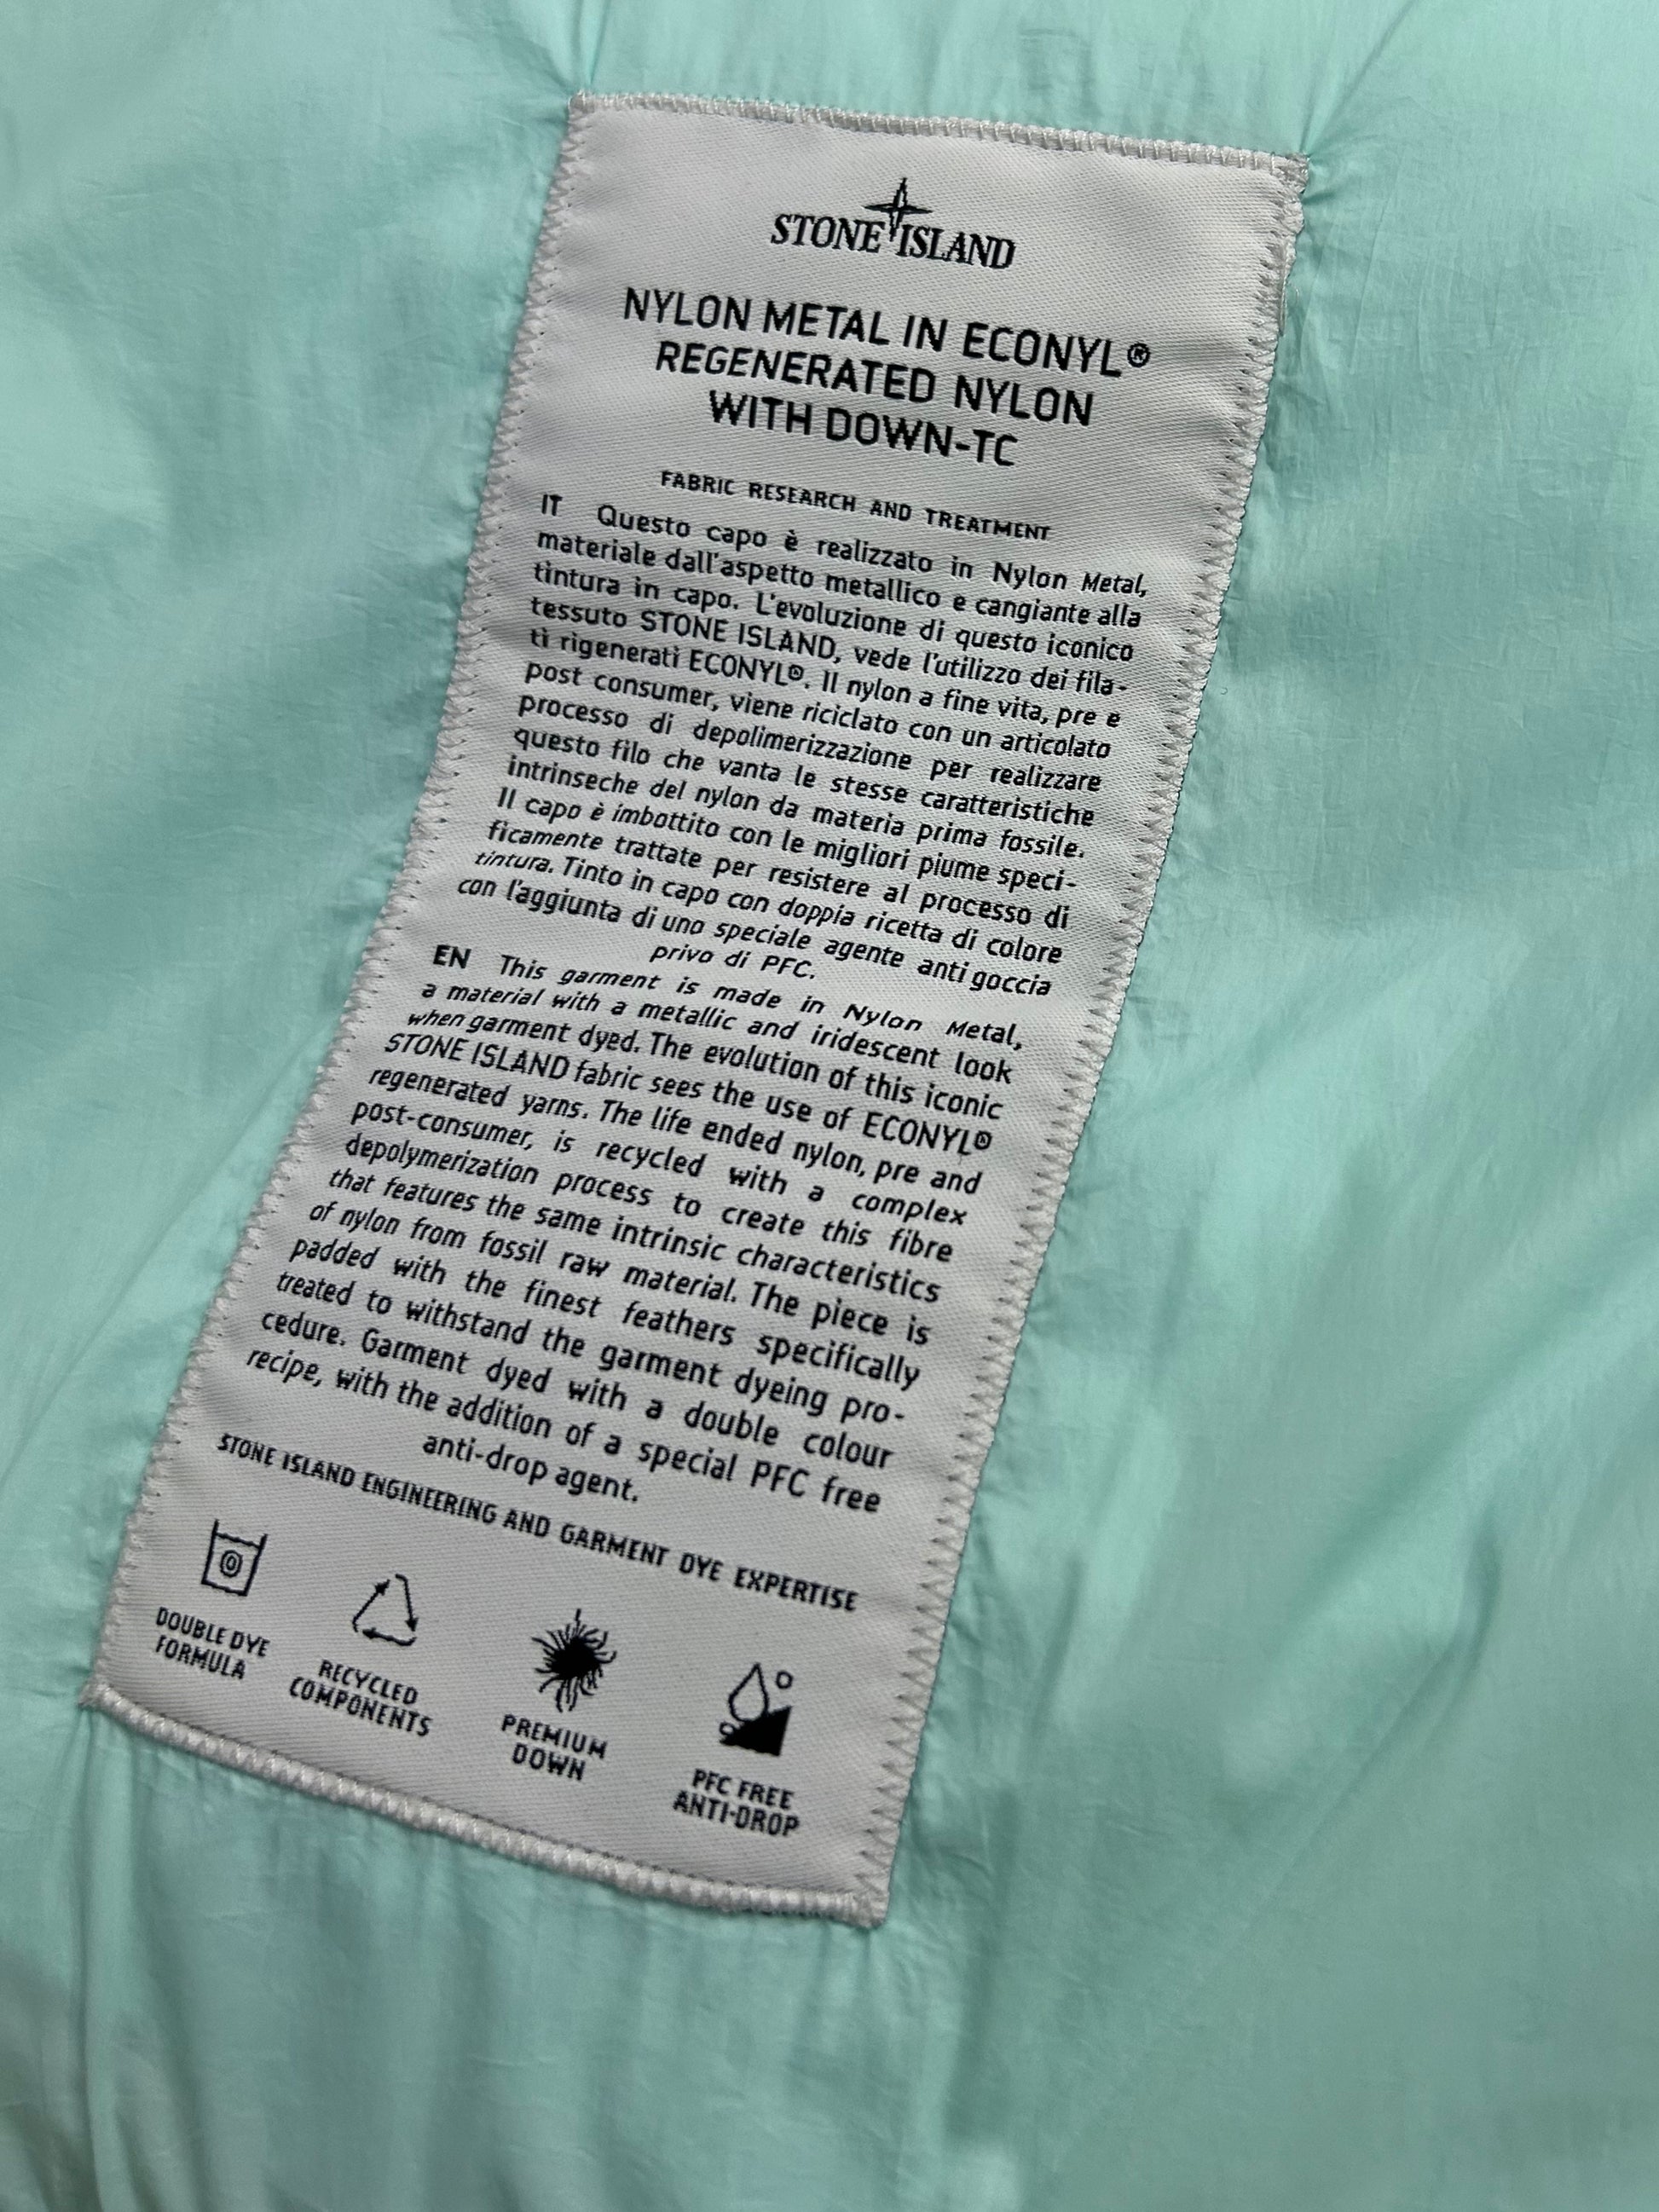 STONE ISLAND
NYLON METAL IN ECONYL®
REGENERATED NYLON
WITH DOWN-TC
FABRIC RESEARCH AND TREATMENT
IT Questo capo è realizzato in Nylon Metal,
materiale dall'aspetto metallico e cangiante alla
tintura in capo. L'evoluzione di questo iconico
tessuto STONE ISLAND, vede l'utilizzo dei fila-
ti rigenerati ECONYL®. Il nylon a fine vita, pre e
post consumer, viene riciclato con un articolato
processo di depolimerizzazione per realizzare
questo filo che vanta le stesse caratteristiche
intrinseche del nylon da materia prima fossile.
Il capo è imbottito con le migliori piume speci-
ficamente trattate per resistere al processo di
tintura. Tinto in capo con doppia ricetta di colore
con l'aggiunta di uno speciale agente anti goccia
privo di PFC.
EN This garment is made in Nylon Metal,
a material with a metallic and iridescent look
when garment dyed. The evolution of this iconic
STONE ISLAND fabric sees the use of ECONYL®
regenerated yarns. The life ended nylon, pre and
post-consumer, is recycled with a complex
depolymerization process to create this fibre
that features the same intrinsic characteristics
of nylon from fossil raw material. The piece is
padded with the finest feathers specifically
treated to withstand the garment dyeing pro-
cedure. Garment dyed with a double colour
recipe, with the addition of a special PFC free
anti-drop agent.
STONE ISLAND ENGINEERING AND GARMENT DYE EXPERTISE
DOUBLE DYE
FORMULA
RECYCLED
COMPONENTS
PREMIUM
DOWN
PFC FREE
ANTI-DROP